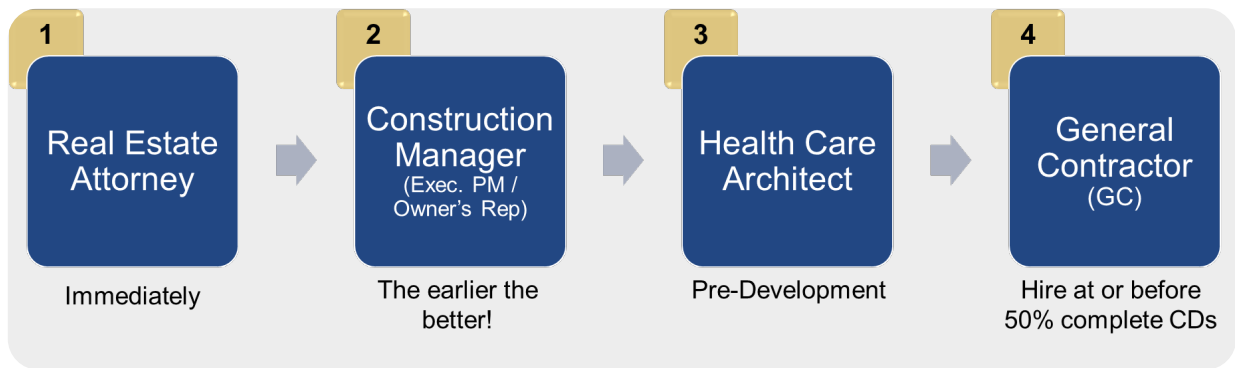 1
Real Estate
Attorney
Immediately
2
Construction
Manager
(Exec. PM /
Owner's Rep)
The earlier the
better!
3
Health Care
Architect
Pre-Development
4
General
Contractor
(GC)
Hire at or before
50% complete CDs